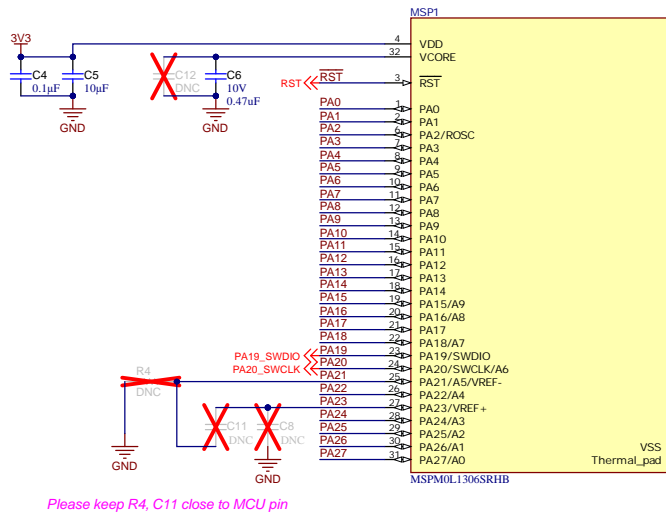 MSP1
3V3
4 VDD
32 VCORE
C4
0.1µF
C5
10µF
C12
DNC
C6
10V
0.47uF
GND
GND
RST RST 3 RST
PA0 1 PA0
PA1 2 PA1
PA2 6 PA2/ROSC
PA3 7 PA3
PA4 8 PA4
PA5 9 PA5
PA6 10 PA6
PA7 11 PA7
PA8 12 PA8
PA9 13 PA9
PA10 14 PA10
PA11 15 PA11
PA12 16 PA12
PA13 17 PA13
PA14 18 PA14
PA15 19 PA15/A9
PA16 20 PA16/A8
PA17 21 PA17
PA18 22 PA18/A7
PA19_SWDIO PA19 23 PA19/SWDIO
PA20_SWCLK PA20 24 PA20/SWCLK/A6
R4
DNC
PA21 25 PA21/A5/VREF-
PA22 26 PA22/A4
PA23 27 PA23/VREF+
PA24 28 PA24/A3
PA25 29 PA25/A2
PA26 30 PA26/A1
PA27 31 PA27/A0
C11
DNC
C8
DNC
VSS
Thermal_pad
GND
GND
MSPM0L1306SRHB
Please keep R4, C11 close to MCU pin